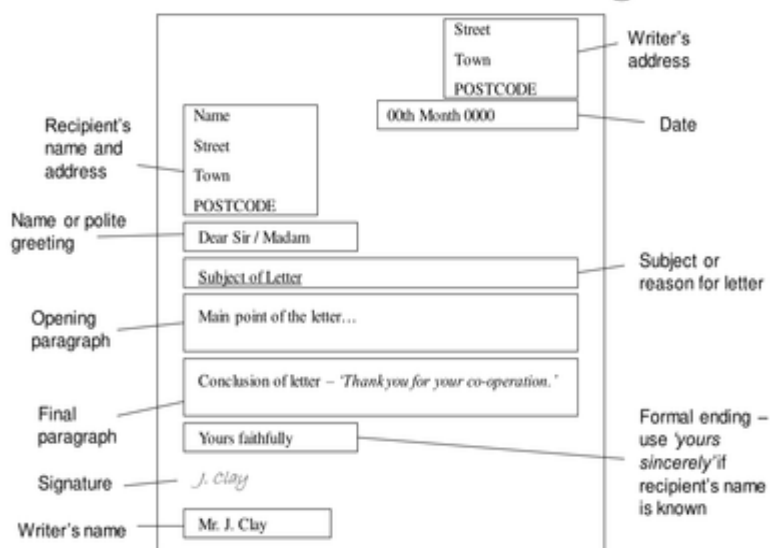 Street
Town
POSTCODE
Writer's
address
00th Month 0000
Date
Recipient's
name and
address
Name
Street
Town
POSTCODE
Name or polite
greeting
Dear Sir / Madam
Subject of Letter
Subject or
reason for letter
Opening
paragraph
Main point of the letter…
Conclusion of letter – 'Thank you for your co-operation.'
Final
paragraph
Yours faithfully
Formal ending –
use 'yours
sincerely' if
recipient's name
is known
Signature
J. Clay
Writer's name
Mr. J. Clay